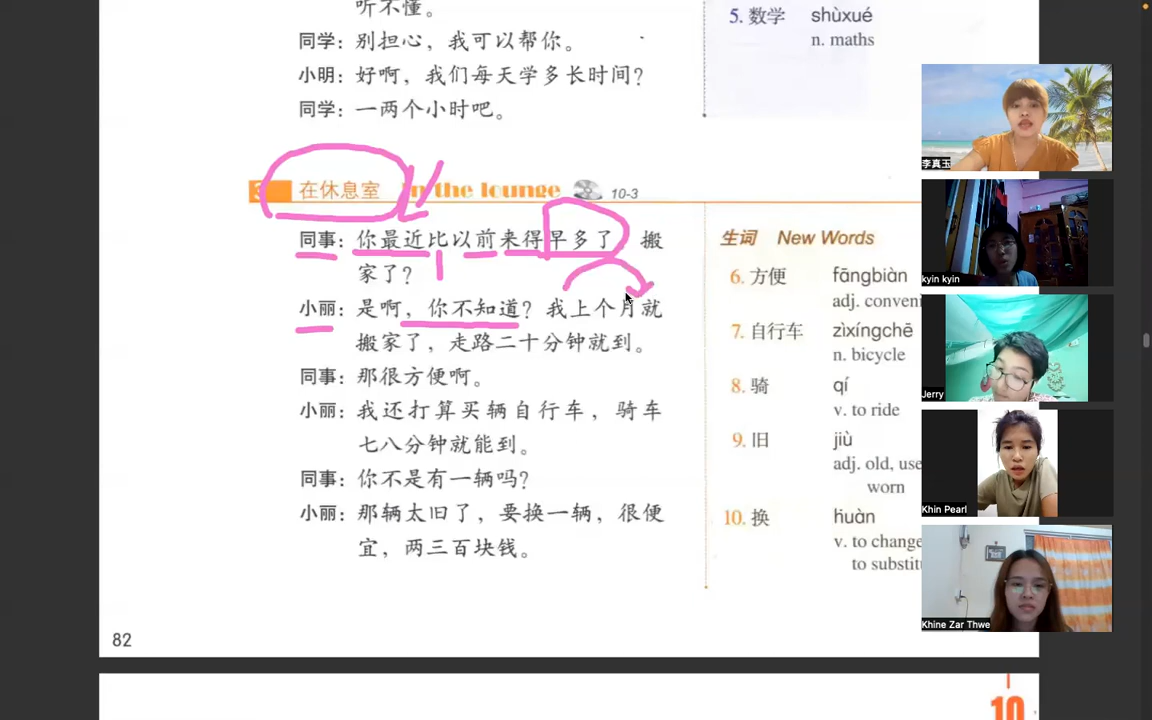 听不懂。
同学：别担心，我可以帮你。
小明：好啊，我们每天学多长时间？
同学：一两个小时吧。
5. 数学 shùxué
n. maths
在休息室 In the lounge 10-3
同事：你最近比以前来得早多了，搬
家了？
小丽：是啊，你不知道？我上个月就
搬家了，走路二十分钟就到。
同事：那很方便啊。
小丽：我还打算买辆自行车，骑车
七八分钟就能到。
同事：你不是有一辆吗？
小丽：那辆太旧了，要换一辆，很便
宜，两三百块钱。
生词 New Words
6. 方便 fāngbiàn
adj.
7. 自行车 zìxíngchē
n. bicycle
8. 骑 qí
v. to ride
9. 旧 jiù
adj. old,
worn
10. 换 huàn
v. to change
to
82
10
李真玉
kyin kyin
Jerry
Khin Pearl
Khine Zar Thwe